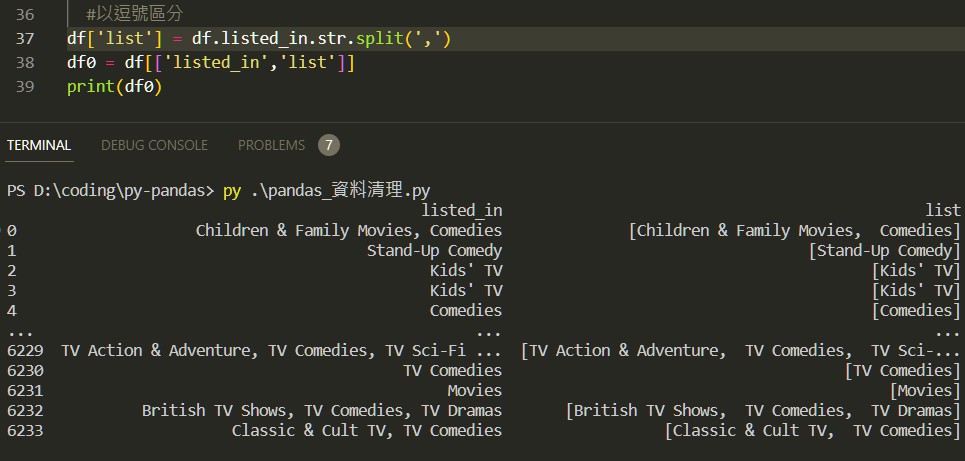 36 #以逗號區分
37 df['list'] = df.listed_in.str.split(',')
38 df0 = df[['listed_in','list']]
39 print(df0)
TERMINAL DEBUG CONSOLE PROBLEMS 7
PS D:\coding\py-pandas> py .\pandas_資料清理.py
listed_in list
0 Children & Family Movies, Comedies [Children & Family Movies,  Comedies]
1 Stand-Up Comedy [Stand-Up Comedy]
2 Kids' TV [Kids' TV]
3 Kids' TV [Kids' TV]
4 Comedies [Comedies]
... ... ...
6229 TV Action & Adventure, TV Comedies, TV Sci-Fi ... [TV Action & Adventure,  TV Comedies,  TV Sci-...
6230 TV Comedies [TV Comedies]
6231 Movies [Movies]
6232 British TV Shows, TV Comedies, TV Dramas [British TV Shows,  TV Comedies,  TV Dramas]
6233 Classic & Cult TV, TV Comedies [Classic & Cult TV,  TV Comedies]